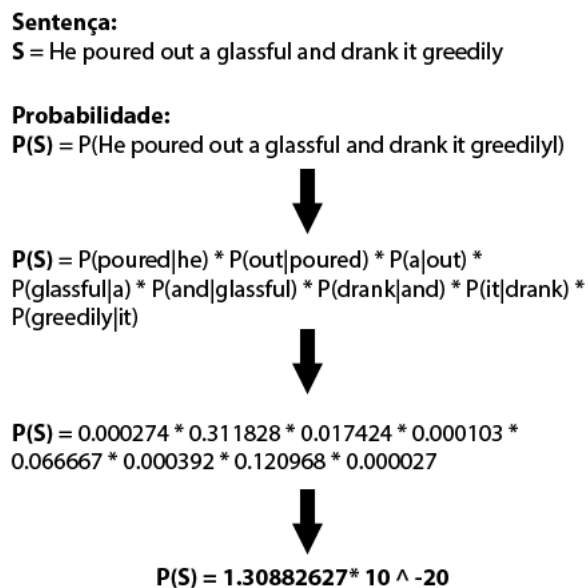 Sentença:
S = He poured out a glassful and drank it greedily
Probabilidade:
P(S) = P(He poured out a glassful and drank it greedilyl)
P(S) = P(poured|he) * P(out|poured) * P(a|out) *
P(glassful|a) * P(and|glassful) * P(drank|and) * P(it|drank) *
P(greedily|it)
P(S) = 0.000274 * 0.311828 * 0.017424 * 0.000103 *
0.066667 * 0.000392 * 0.120968 * 0.000027
P(S) = 1.30882627* 10 ^ -20